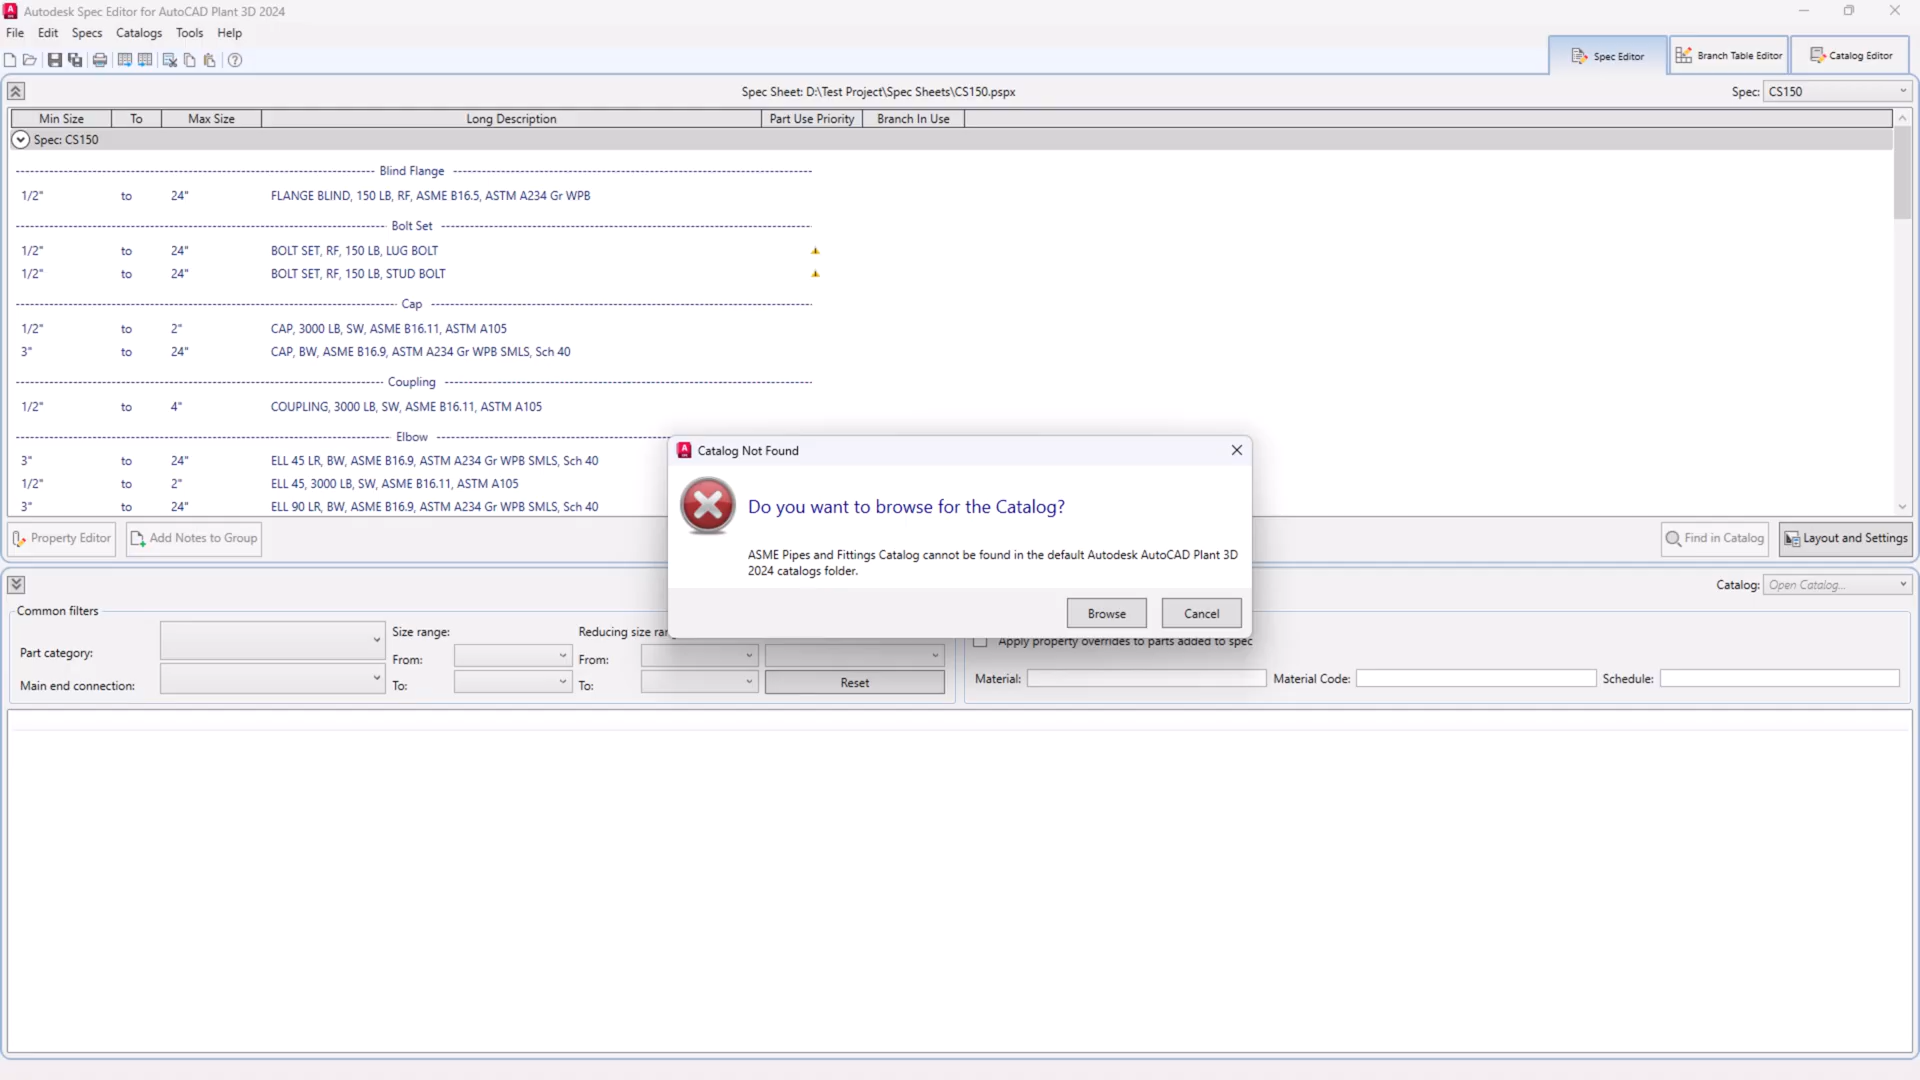 Autodesk Spec Editor for AutoCAD Plant 3D 2024
File Edit Specs Catalogs Tools Help
Spec Editor Branch Table Editor Catalog Editor
Spec Sheet: D:\Test Project\Spec Sheets\CS150.pspx Spec: CS150
Min Size To Max Size Long Description Part Use Priority Branch In Use
Spec: CS150
Blind Flange
1/2" to 24" FLANGE BLIND, 150 LB, RF, ASME B16.5, ASTM A234 Gr WPB
Bolt Set
1/2" to 24" BOLT SET, RF, 150 LB, LUG BOLT
1/2" to 24" BOLT SET, RF, 150 LB, STUD BOLT
Cap
1/2" to 2" CAP, 3000 LB, SW, ASME B16.11, ASTM A105
3" to 24" CAP, BW, ASME B16.9, ASTM A234 Gr WPB SMLS, Sch 40
Coupling
1/2" to 4" COUPLING, 3000 LB, SW, ASME B16.11, ASTM A105
Elbow
3" to 24" ELL 45 LR, BW, ASME B16.9, ASTM A234 Gr WPB SMLS, Sch 40
1/2" to 2" ELL 45, 3000 LB, SW, ASME B16.11, ASTM A105
3" to 24" ELL 90 LR, BW, ASME B16.9, ASTM A234 Gr WPB SMLS, Sch 40
Property Editor Add Notes to Group Find in Catalog Layout and Settings
Catalog Not Found
Do you want to browse for the Catalog?
ASME Pipes and Fittings Catalog cannot be found in the default Autodesk AutoCAD Plant 3D
2024 catalogs folder.
Browse Cancel
Catalog: Open Catalog...
Common filters
Part category: Size range: Reducing size ran
From: From:
Main end connection: To: To: Reset
Apply property overrides to parts added to spec
Material: Material Code: Schedule: